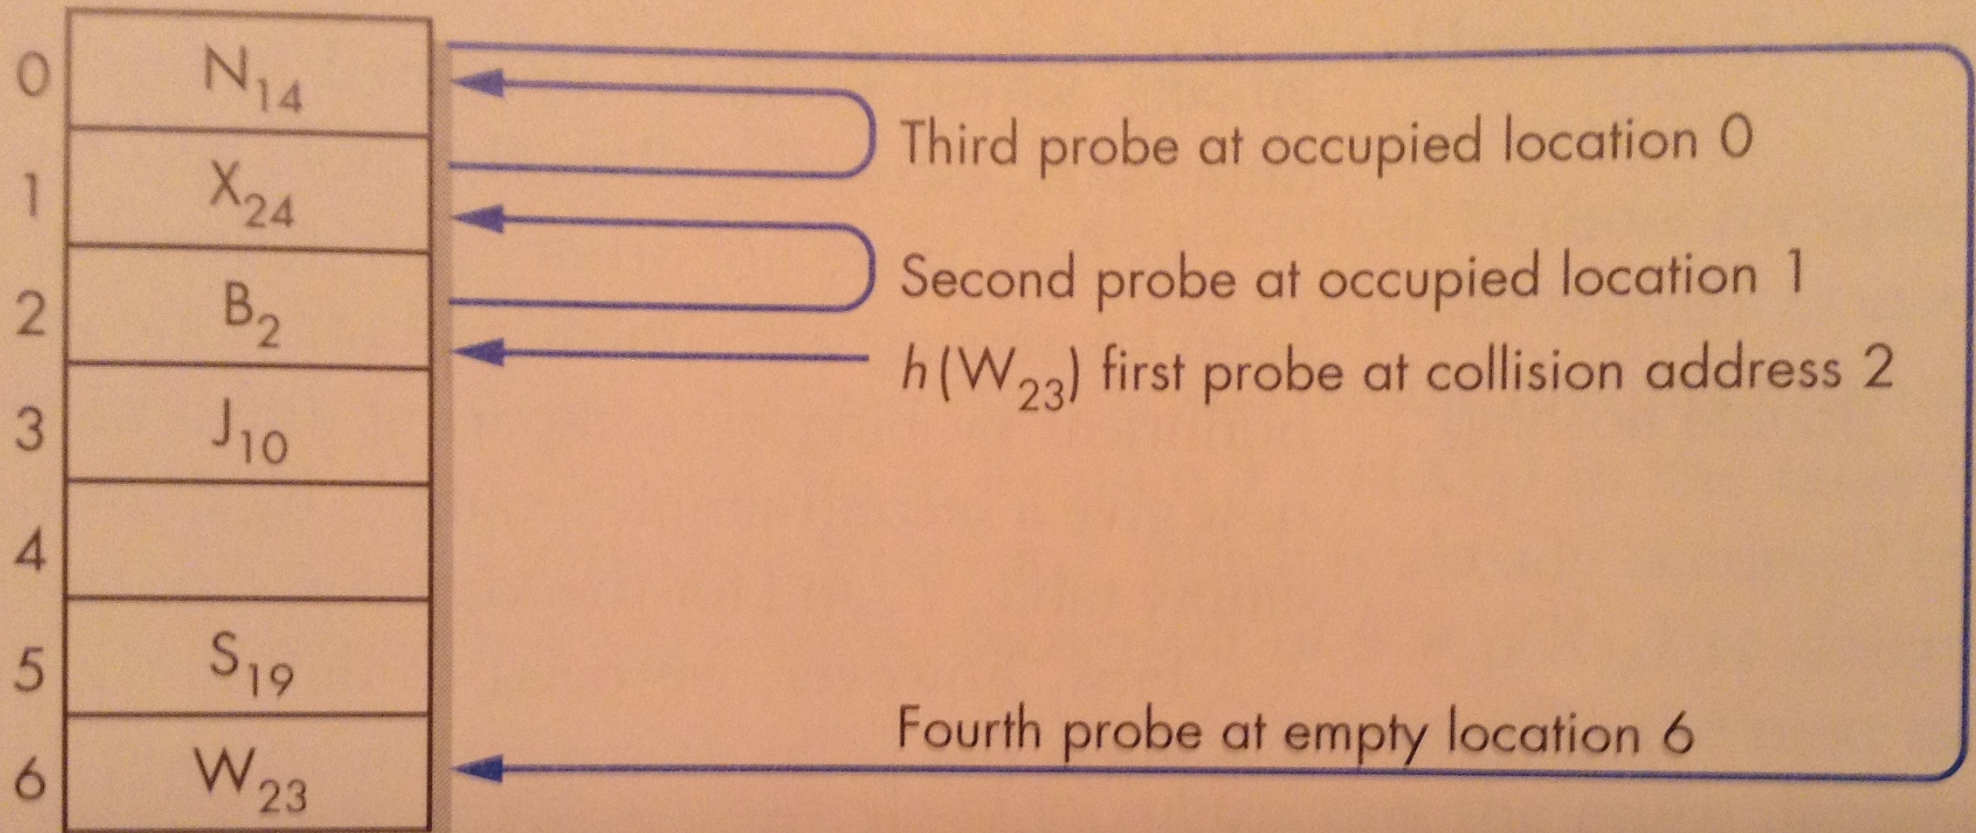 0 N₁₄
Third probe at occupied location 0
1 X₂₄
Second probe at occupied location 1
2 B₂
h(W₂₃) first probe at collision address 2
3 J₁₀
4
5 S₁₉
Fourth probe at empty location 6
6 W₂₃